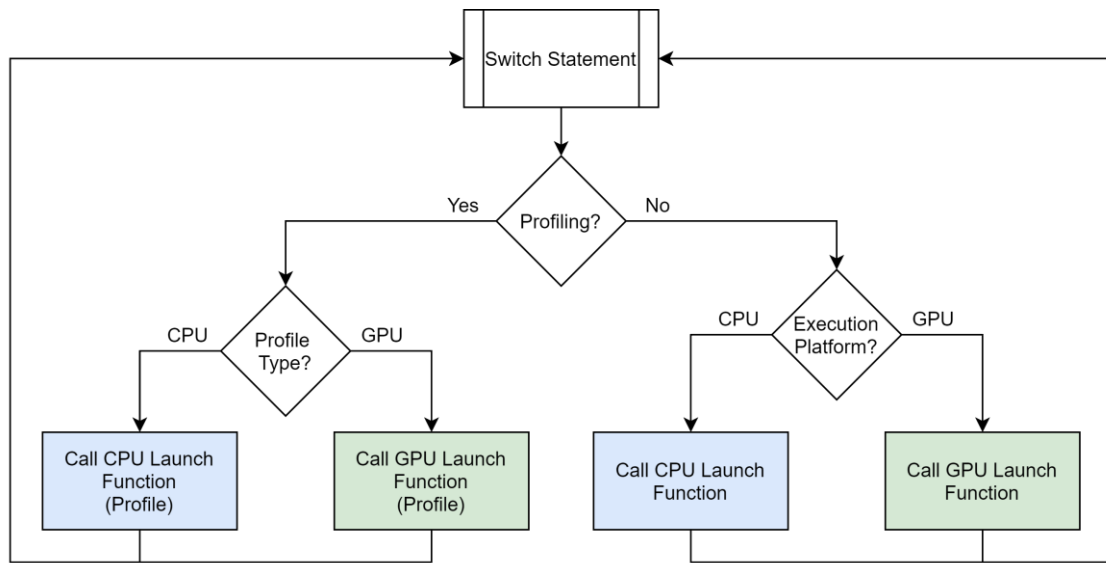 Switch Statement
Yes
Profiling?
No
CPU
Profile
Type?
GPU
CPU
Execution
Platform?
GPU
Call CPU Launch
Function
(Profile)
Call GPU Launch
Function
(Profile)
Call CPU Launch
Function
Call GPU Launch
Function